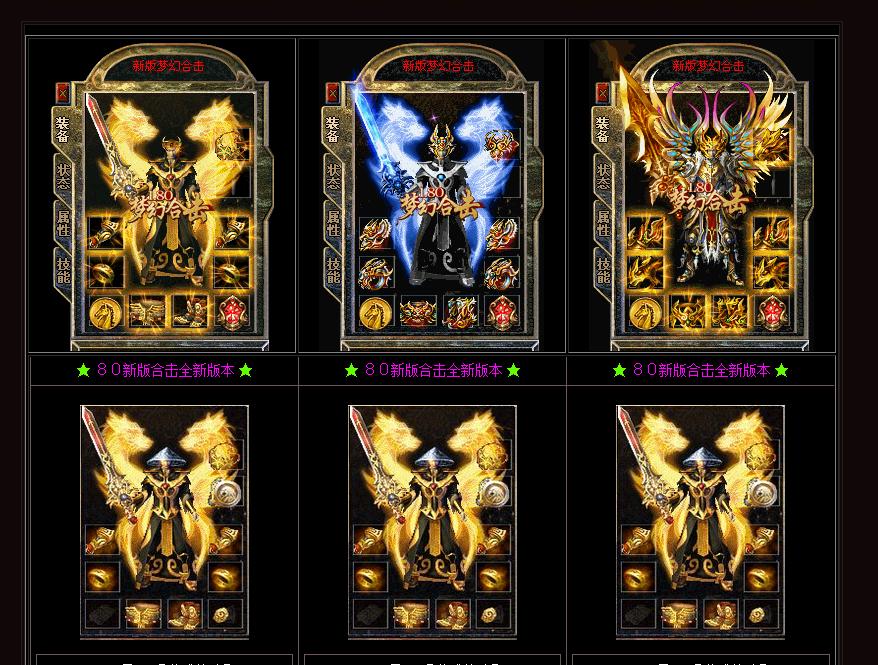 新版梦幻合击
新版梦幻合击
新版梦幻合击
装备
装备
装备
状态
状态
状态
1.80
1.80
1.80
梦幻合击
梦幻合击
梦幻合击
属性
属性
属性
技能
技能
技能
★ 8 0新版合击全新版本 ★
★ 8 0新版合击全新版本 ★
★ 8 0新版合击全新版本 ★